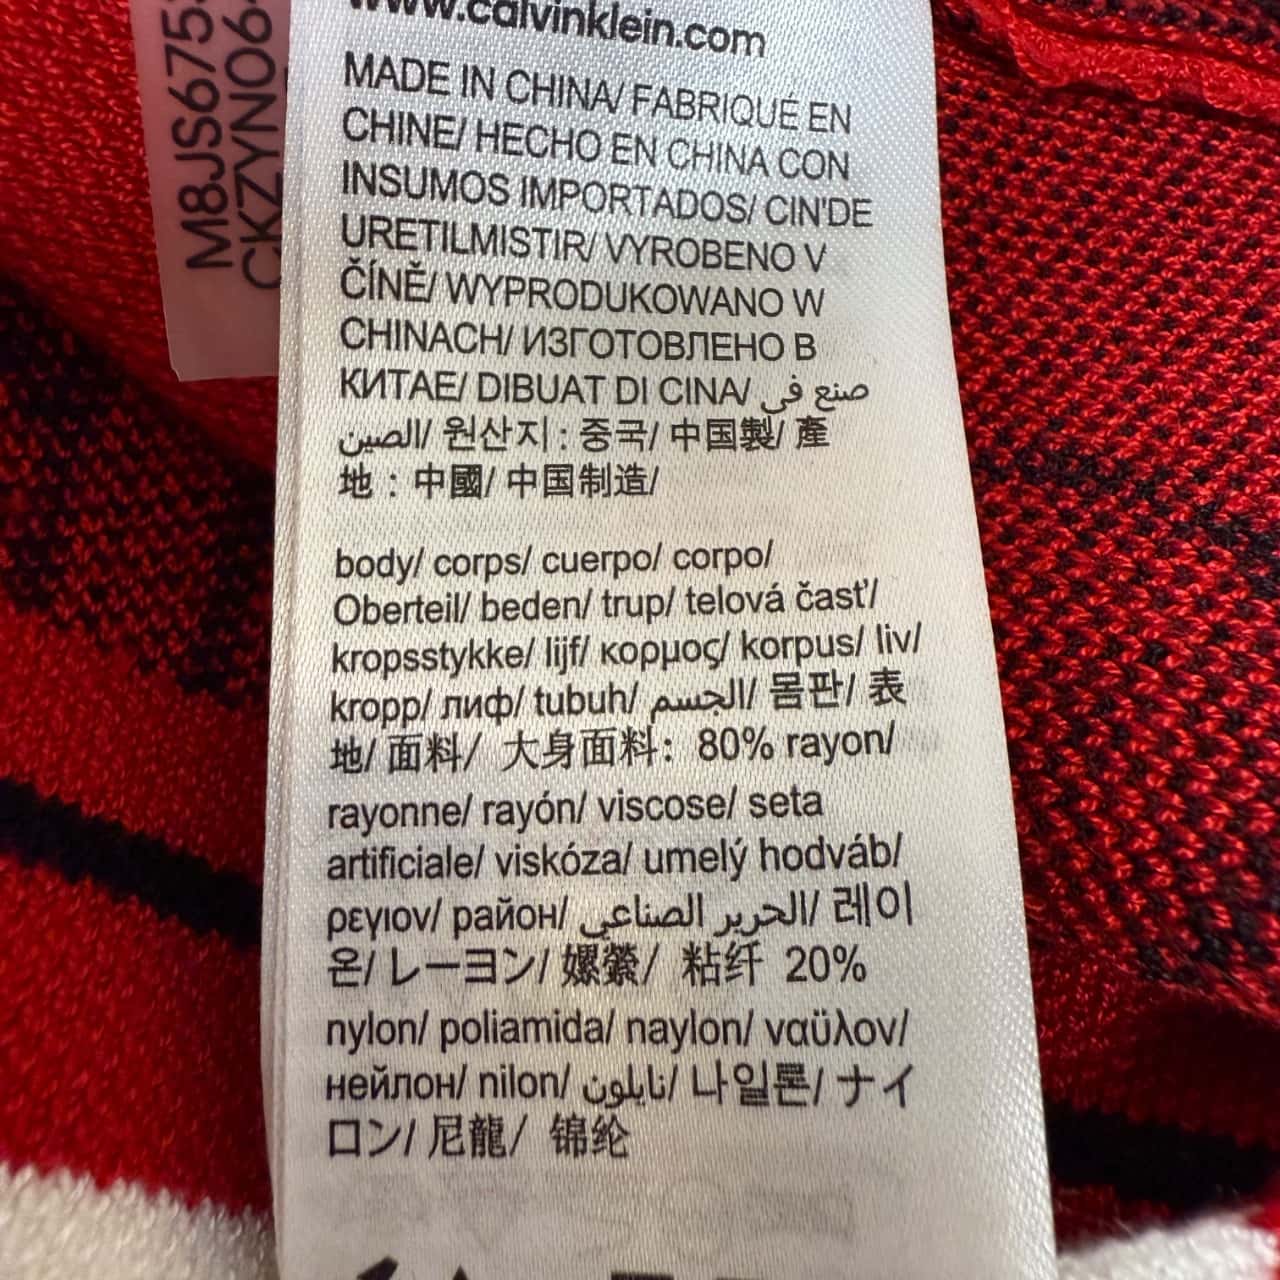 www.calvinklein.com
MADE IN CHINA/ FABRIQUÉ EN
CHINE/ HECHO EN CHINA CON
INSUMOS IMPORTADOS/ CIN'DE
URETILMISTIR/ VYROBENO V
ČÍNĚ/ WYPRODUKOWANO W
CHINACH/ ИЗГОТОВЛЕНО В
КИТАЕ/ DIBUAT DI CINA/ صنع في
الصين/ 원산지 : 중국/ 中国製/ 產
地 : 中國/ 中国制造/
body/ corps/ cuerpo/ corpo/
Oberteil/ beden/ trup/ telová časť/
kropsstykke/ lijf/ κορμος/ korpus/ liv/
kropp/ лиф/ tubuh/ الجسم/ 몸판/ 表
地/ 面料/ 大身面料: 80% rayon/
rayonne/ rayón/ viscose/ seta
artificiale/ viskóza/ umelý hodváb/
ρεγιον/ район/ الحرير الصناعي/ 레이
온/ レーヨン/ 嫘縈/ 粘纤 20%
nylon/ poliamida/ naylon/ ναϋλον/
нейлон/ nilon/ نايلون/ 나일론/ ナイ
ロン/ 尼龍/ 锦纶
M8JS675
CKZYN06